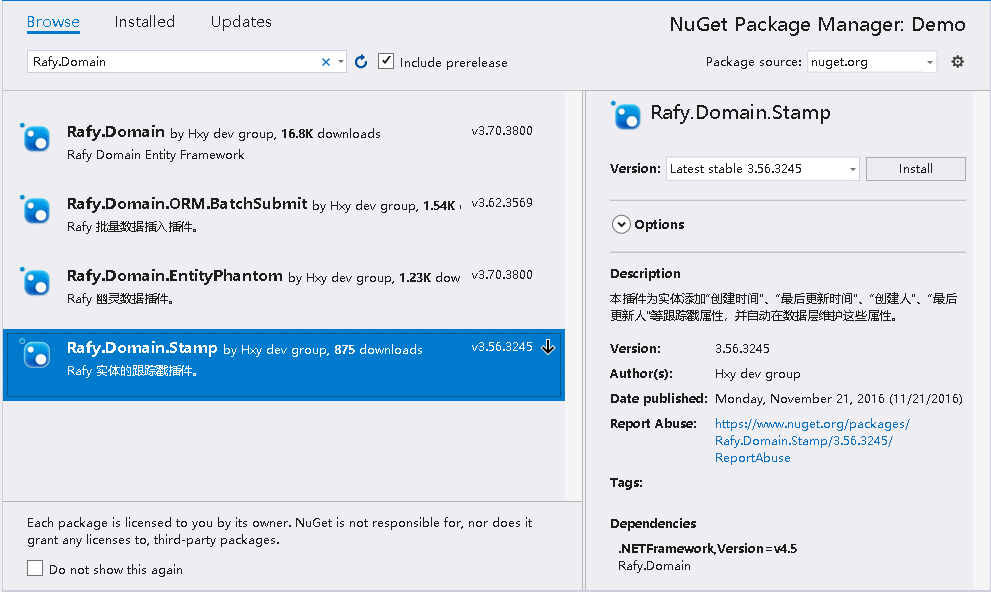 Browse Installed Updates
NuGet Package Manager: Demo
Rafy.Domain
Include prerelease
Package source: nuget.org
Rafy.Domain by Hxy dev group, 16.8K downloads v3.70.3800
Rafy Domain Entity Framework
Rafy.Domain.ORM.BatchSubmit by Hxy dev group, 1.54K v3.62.3569
Rafy 批量数据插入插件。
Rafy.Domain.EntityPhantom by Hxy dev group, 1.23K dow v3.70.3800
Rafy 幽灵数据插件。
Rafy.Domain.Stamp by Hxy dev group, 875 downloads v3.56.3245
Rafy 实体的跟踪戳插件。
Each package is licensed to you by its owner. NuGet is not responsible for, nor does it
grant any licenses to, third-party packages.
Do not show this again
Rafy.Domain.Stamp
Version: Latest stable 3.56.3245 Install
Options
Description
本插件为实体添加“创建时间”、“最后更新时间”、“创建人”、“最后
更新人”等跟踪戳属性，并自动在数据层维护这些属性。
Version: 3.56.3245
Author(s): Hxy dev group
Date published: Monday, November 21, 2016 (11/21/2016)
Report Abuse: https://www.nuget.org/packages/
Rafy.Domain.Stamp/3.56.3245/
ReportAbuse
Tags:
Dependencies
.NETFramework,Version=v4.5
Rafy.Domain